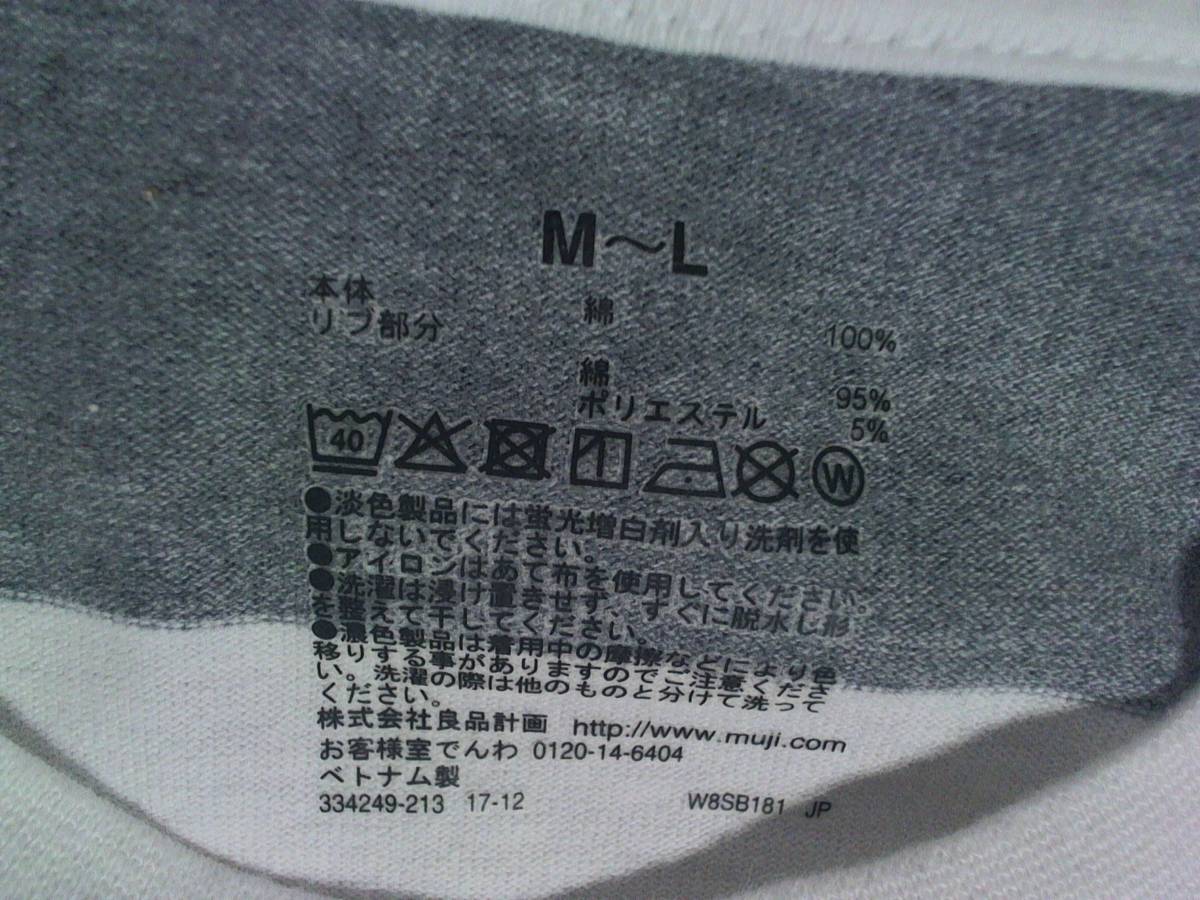 M～L
本体 綿 100%
リブ部分
綿 95%
ポリエステル 5%
40
W
●淡色製品には蛍光増白剤入り洗剤を使
用しないでください。
●アイロンはあて布を使用してください。
●洗濯は浸け置きせず、すぐに脱水し形
を整えて干してください。
●濃色製品は着用中の摩擦などにより色
移りする事がありますのでご注意くださ
い。洗濯の際は他のものと分けて洗って
ください。
株式会社良品計画 http://www.muji.com
お客様室でんわ 0120-14-6404
ベトナム製
334249-213 17-12 W8SB181 JP